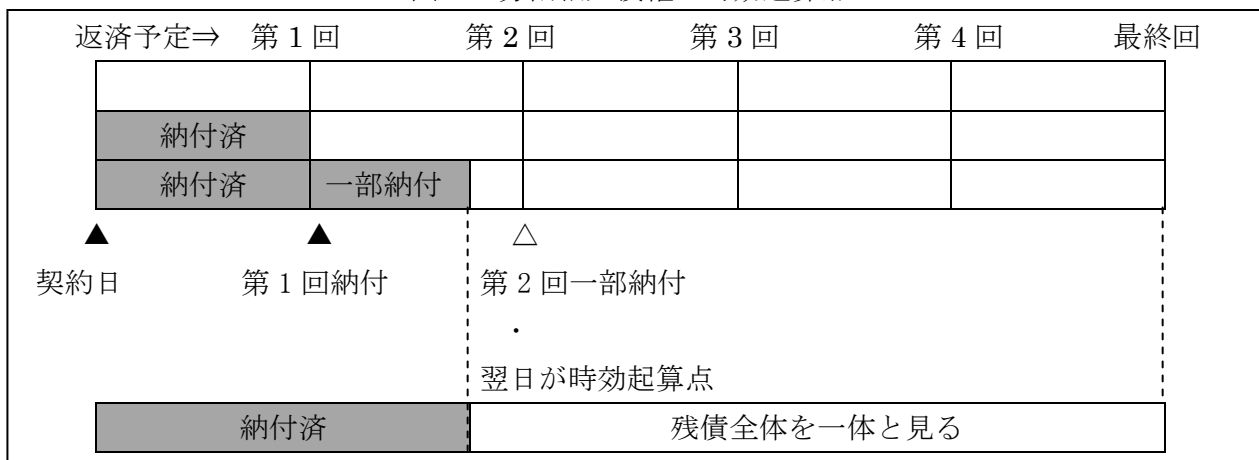 返済予定⇒ 第1回 第2回 第3回 第4回 最終回
納付済
納付済 一部納付
▲ ▲ △
契約日 第1回納付 第2回一部納付
・
翌日が時効起算点
納付済 残債全体を一体と見る